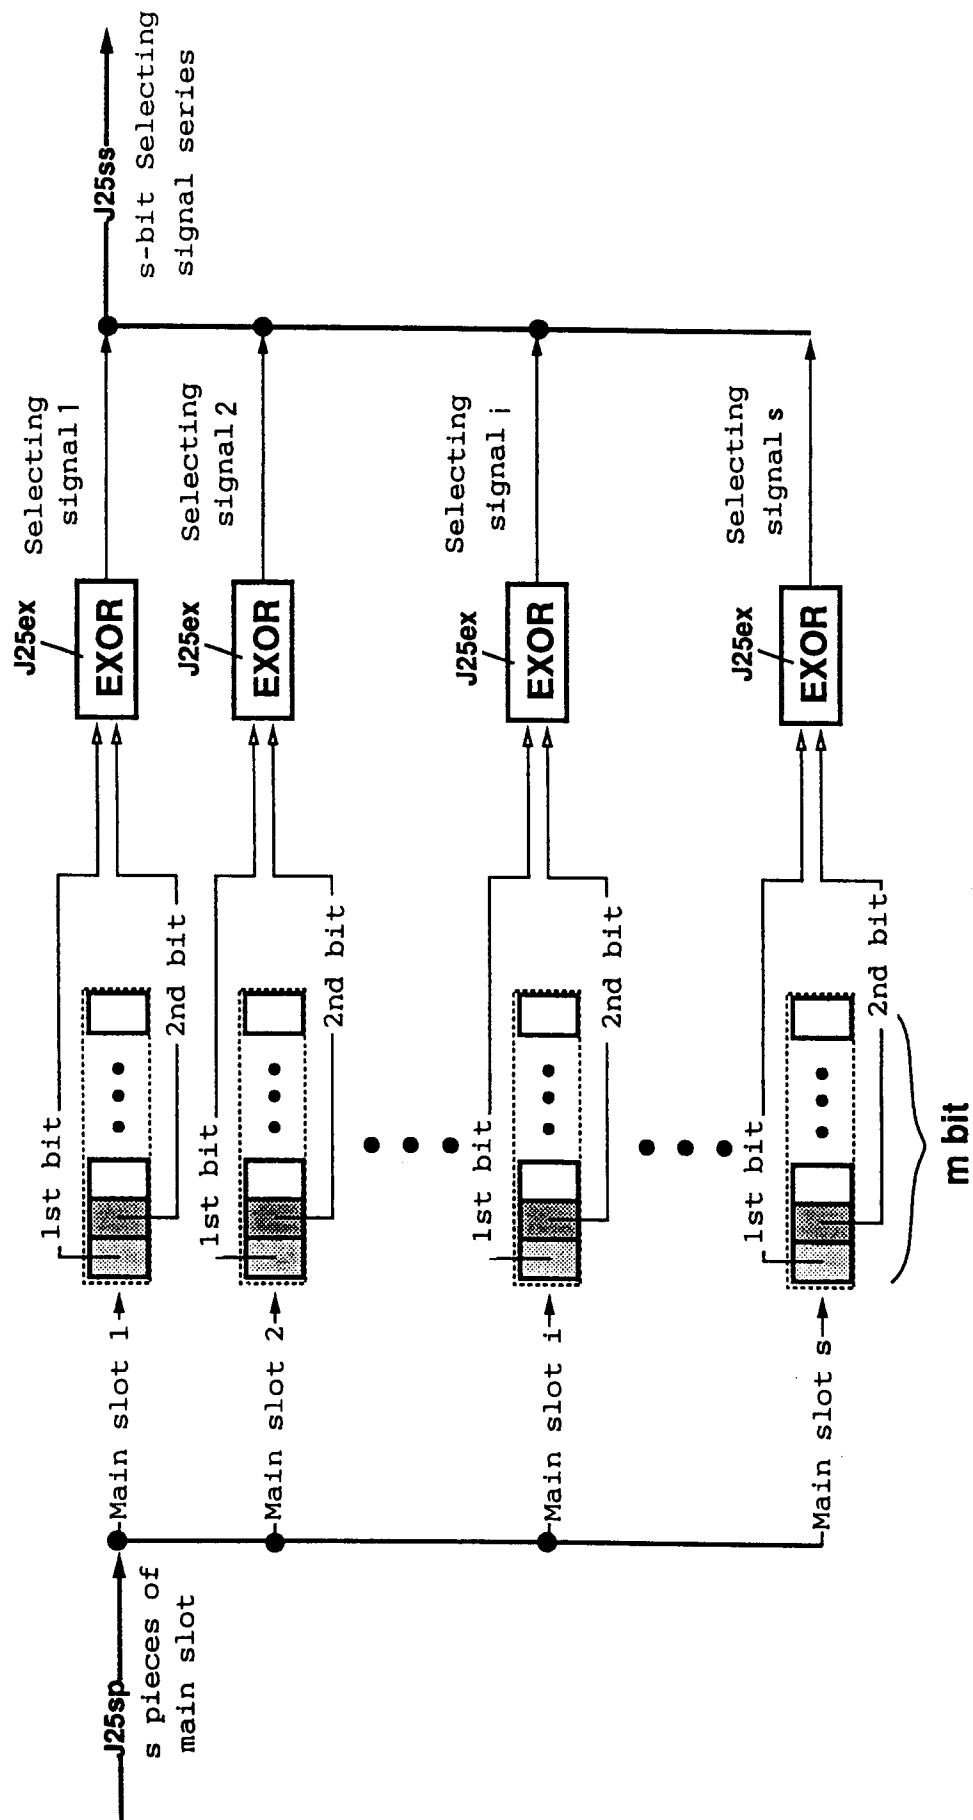 J25sp
s pieces of
main slot
Main slot 1
1st bit
2nd bit
J25ex
EXOR
Selecting
signal 1
J25ss
s-bit Selecting
signal series
Main slot 2
1st bit
2nd bit
J25ex
EXOR
Selecting
signal 2
Main slot i
1st bit
2nd bit
J25ex
EXOR
Selecting
signal i
Main slot s
1st bit
2nd bit
m bit
J25ex
EXOR
Selecting
signal s